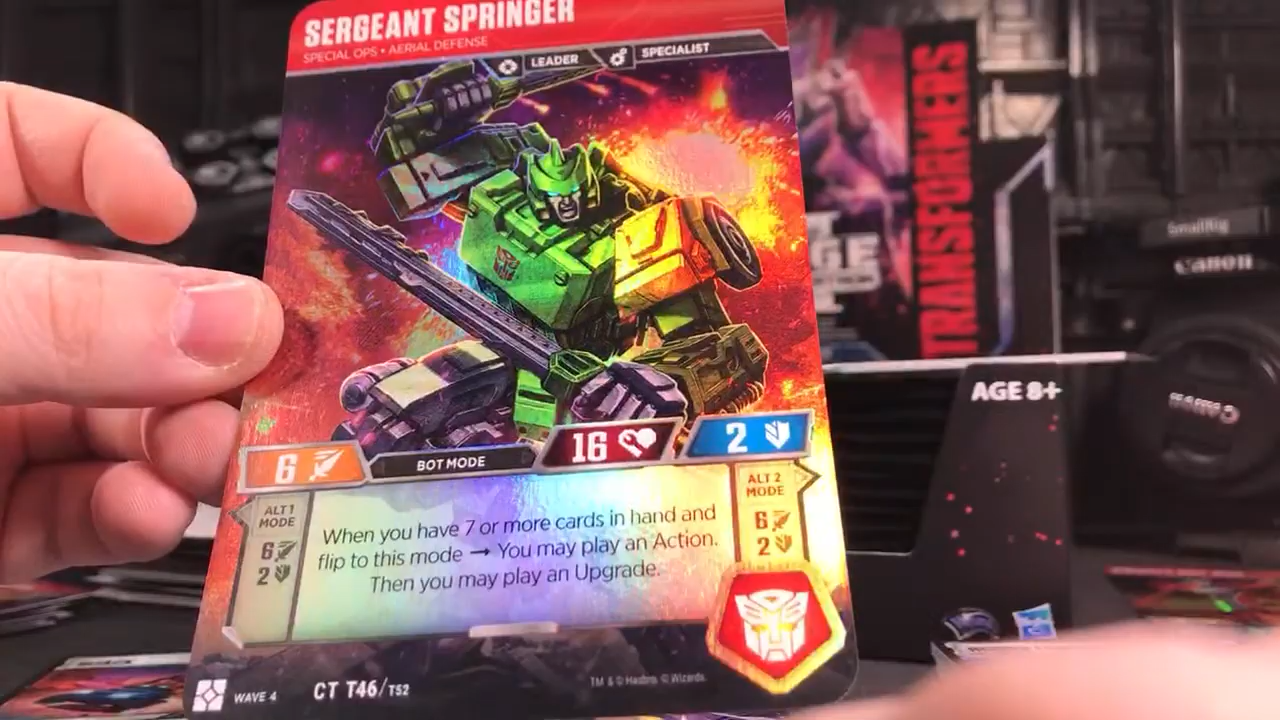 SERGEANT SPRINGER
SPECIAL OPS • AERIAL DEFENSE
LEADER SPECIALIST
6 BOT MODE 16 2
ALT 1
MODE
6
2
When you have 7 or more cards in hand and
flip to this mode → You may play an Action.
Then you may play an Upgrade.
ALT 2
MODE
6
2
WAVE 4 CT T46/T52
TM & © Hasbro. © Wizards.
TRANSFORMERS
GE
AGE 8+
SmallRig
Canon
Canon